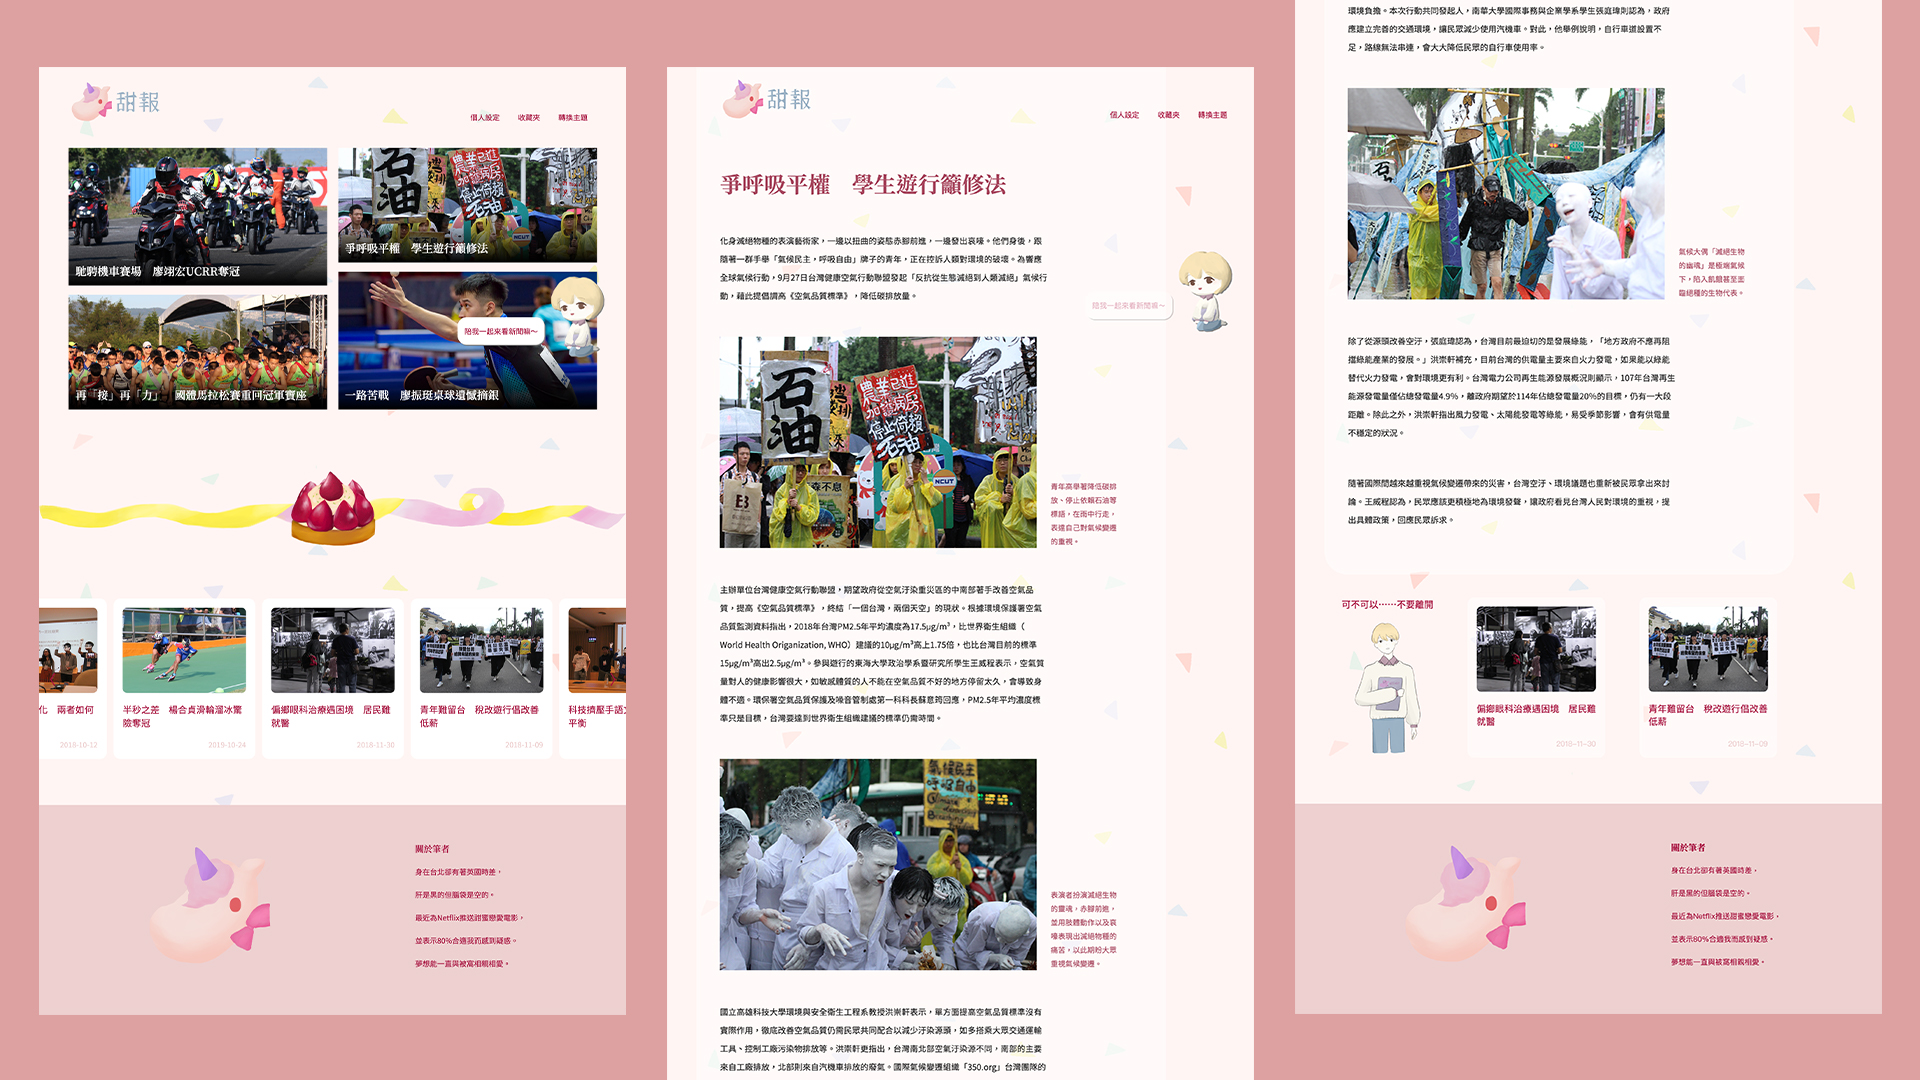 甜報
個人設定　收藏夾　轉換主題
馳騁機車賽場　廖翊宏UCRR奪冠
爭呼吸平權　學生遊行籲修法
再「接」再「力」　國體馬拉松賽重回冠軍寶座
一路苦戰　廖振珽桌球遺憾摘銀
陪我一起來看新聞嘛～
化　兩者如何
2018-10-12
半秒之差　楊合貞滑輪溜冰驚
險奪冠
2019-10-24
偏鄉眼科治療遇困境　居民難
就醫
2018-11-30
青年難留台　稅改遊行倡改善
低薪
2018-11-09
科技擠壓手語
平衡
關於筆者
身在台北卻有著英國時差，
肝是黑的但腦袋是空的。
最近為Netflix推送甜蜜戀愛電影，
並表示80%合適我而感到疑惑。
夢想能一直與被窩相親相愛。
甜報
個人設定　收藏夾　轉換主題
爭呼吸平權　學生遊行籲修法
化身滅絕物種的表演藝術家，一邊以扭曲的姿態赤腳前進，一邊發出哀嚎。他們身後，跟
隨著一群手舉「氣候民主，呼吸自由」牌子的青年，正在控訴人類對環境的破壞。為響應
全球氣候行動，9月27日台灣健康空氣行動聯盟發起「反抗從生態滅絕到人類滅絕」氣候行
動，藉此提倡調高《空氣品質標準》，降低碳排放量。
陪我一起來看新聞嘛～
石油
農業已進
加護病房
停止倚賴
石油
NCUT
青年高舉著降低碳排
放、停止依賴石油等
標語，在雨中行走，
表達自己對氣候變遷
的重視。
主辦單位台灣健康空氣行動聯盟，期望政府從空氣汙染重災區的中南部著手改善空氣品
質，提高《空氣品質標準》，終結「一個台灣，兩個天空」的現狀。根據環境保護署空氣
品質監測資料指出，2018年台灣PM2.5年平均濃度為17.5μg/m³，比世界衛生組織（
World Health Origanization, WHO）建議的10μg/m³高上1.75倍，也比台灣目前的標準
15μg/m³高出2.5μg/m³。參與遊行的東海大學政治學系暨研究所學生王威程表示，空氣質
量對人的健康影響很大，如敏感體質的人不能在空氣品質不好的地方停留太久，會導致身
體不適。環保署空氣品質保護及噪音管制處第一科科長蘇意筠回應，PM2.5年平均濃度標
準只是目標，台灣要達到世界衛生組織建議的標準仍需時間。
氣候民主
呼吸自由
表演者扮演滅絕生物
的靈魂，赤腳前進，
並用肢體動作以及哀
嚎表現出滅絕物種的
痛苦，以此期盼大眾
重視氣候變遷。
國立高雄科技大學環境與安全衛生工程系教授洪崇軒表示，單方面提高空氣品質標準沒有
實際作用，徹底改善空氣品質仍需民眾共同配合以減少汙染源頭，如多搭乘大眾交通運輸
工具、控制工廠污染物排放等。洪崇軒更指出，台灣南北部空氣汙染源不同，南部的主要
來自工廠排放，北部則來自汽機車排放的廢氣。國際氣候變遷組織「350.org」台灣團隊的
環境負擔。本次行動共同發起人，南華大學國際事務與企業學系學生張庭瑋則認為，政府
應建立完善的交通環境，讓民眾減少使用汽機車。對此，他舉例說明，自行車道設置不
足，路線無法串連，會大大降低民眾的自行車使用率。
氣候大偶「滅絕生物
的幽魂」是極端氣候
下，陷入飢餓甚至面
臨絕種的生物代表。
除了從源頭改善空汙，張庭瑋認為，台灣目前最迫切的是發展綠能，「地方政府不應再阻
擋綠能產業的發展。」洪崇軒補充，目前台灣的供電量主要來自火力發電，如果能以綠能
替代火力發電，會對環境更有利。台灣電力公司再生能源發展概況則顯示，107年台灣再生
能源發電量僅佔總發電量4.9%，離政府期望於114年佔總發電量20%的目標，仍有一大段
距離。除此之外，洪崇軒指出風力發電、太陽能發電等綠能，易受季節影響，會有供電量
不穩定的狀況。
隨著國際間越來越重視氣候變遷帶來的災害，台灣空汙、環境議題也重新被民眾拿出來討
論。王威程認為，民眾應該更積極地為環境發聲，讓政府看見台灣人民對環境的重視，提
出具體政策，回應民眾訴求。
可不可以……不要離開
偏鄉眼科治療遇困境　居民難
就醫
2018-11-30
青年難留台　稅改遊行倡改善
低薪
2018-11-09
關於筆者
身在台北卻有著英國時差，
肝是黑的但腦袋是空的。
最近為Netflix推送甜蜜戀愛電影，
並表示80%合適我而感到疑惑。
夢想能一直與被窩相親相愛。